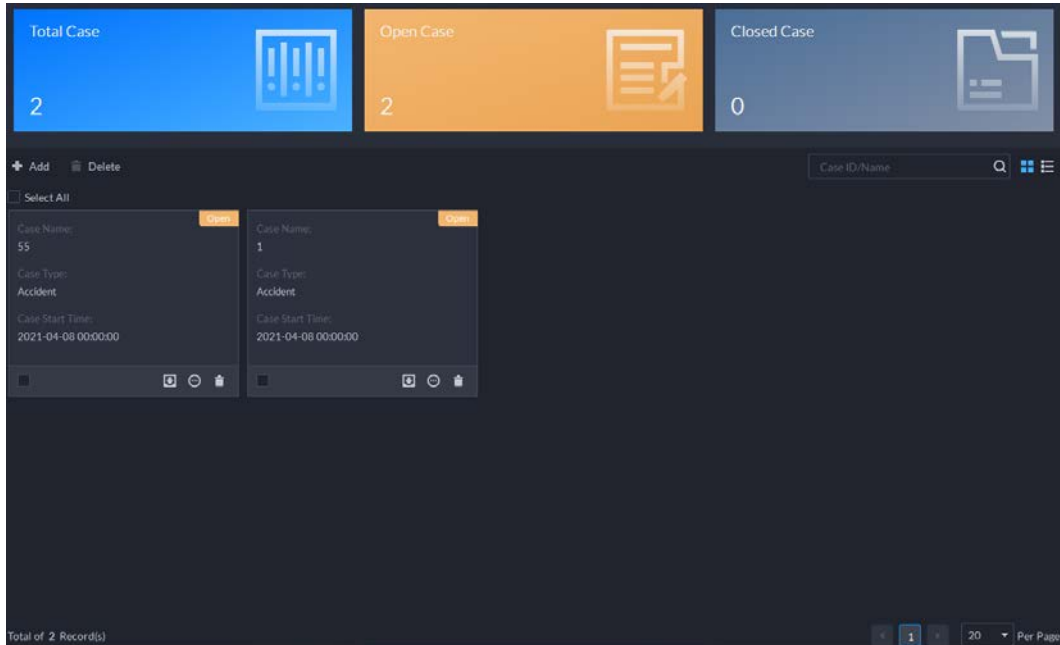 Total Case
2
Open Case
2
Closed Case
0
Add Delete
Case ID/Name
Select All
Open
Case Name:
55
Case Type:
Accident
Case Start Time:
2021-04-08 00:00:00
Open
Case Name:
1
Case Type:
Accident
Case Start Time:
2021-04-08 00:00:00
Total of 2 Record(s)
1 20 Per Page